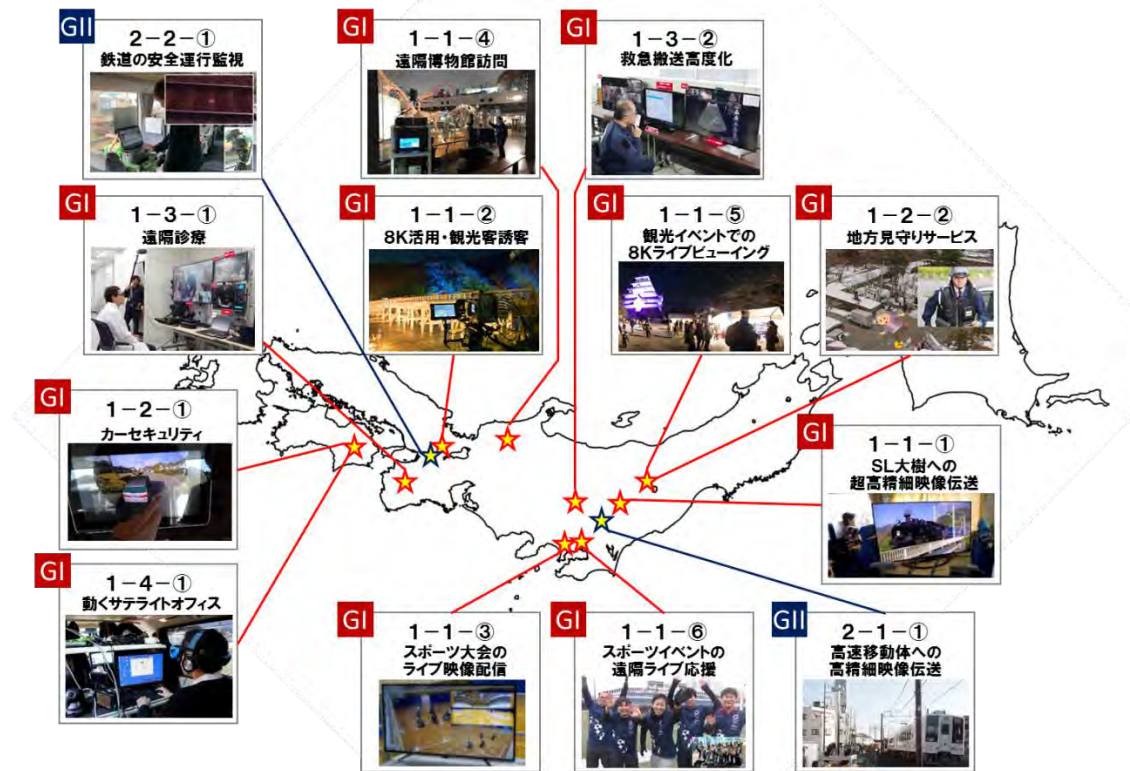 GII
2-2-①
鉄道の安全運行監視
GI
1-1-④
遠隔博物館訪問
GI
1-3-②
救急搬送高度化
GI
1-3-①
遠隔診療
GI
1-1-②
8K活用・観光客誘客
GI
1-1-⑤
観光イベントでの
8Kライブビューイング
GI
1-2-②
地方見守りサービス
GI
1-2-①
カーセキュリティ
GI
1-1-①
SL大樹への
超高精細映像伝送
GI
1-4-①
動くサテライトオフィス
GI
1-1-③
スポーツ大会の
ライブ映像配信
GI
1-1-⑥
スポーツイベントの
遠隔ライブ応援
GII
2-1-①
高速移動体への
高精細映像伝送